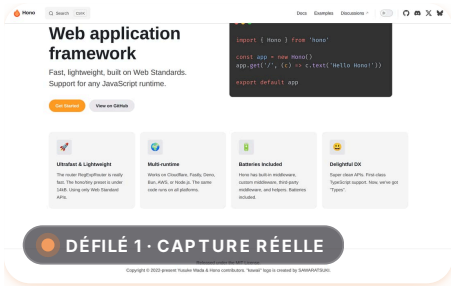 Hono
Search
Docs
Examples
Discussions
Web application
framework
Fast, lightweight, built on Web Standards.
Support for any JavaScript runtime.
Get Started
View on GitHub
import { Hono } from 'hono'
const app = new Hono()
app.get('/', (c) => c.text('Hello Hono!'))
export default app
Ultrafast & Lightweight
The router RegExpRouter is really
fast. The hono/tiny preset is under
14kB. Using only Web Standard
APIs.
Multi-runtime
Works on Cloudflare, Fastly, Deno,
Bun, AWS, or Node.js. The same
code runs on all platforms.
Batteries included
Hono has built-in middleware,
custom middleware, third-party
middleware, and helpers. Batteries
included.
Delightful DX
Super clean APIs. First-class
TypeScript support. Now, we've got
"Types".
DÉFILÉ 1 · CAPTURE RÉELLE
Released under the MIT License.
Copyright © 2022-present Yusuke Wada & Hono contributors. "kawaii" logo is created by SAWARATSUKI.